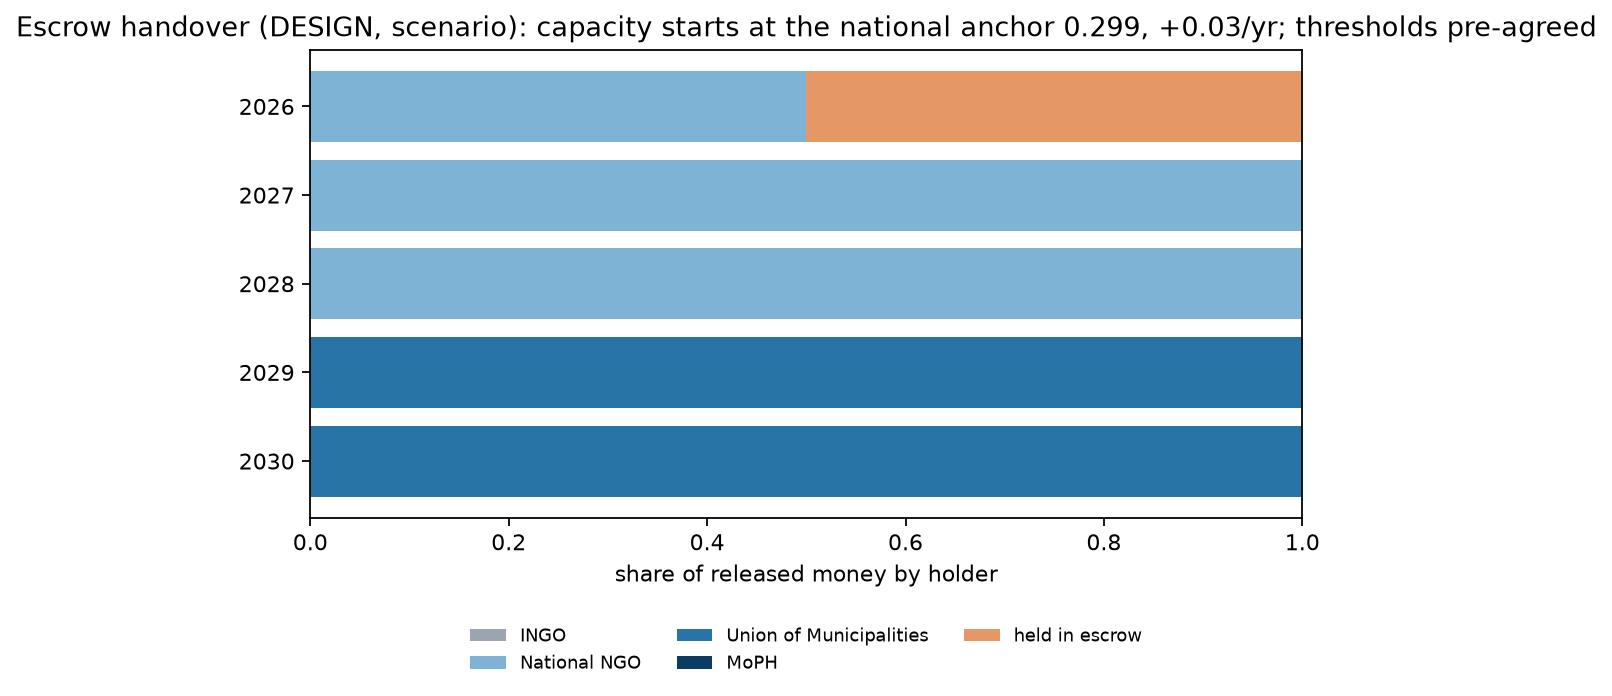 Escrow handover (DESIGN, scenario): capacity starts at the national anchor 0.299, +0.03/yr; thresholds pre-agreed
2026
2027
2028
2029
2030
0.0 0.2 0.4 0.6 0.8 1.0
share of released money by holder
INGO Union of Municipalities held in escrow
National NGO MoPH